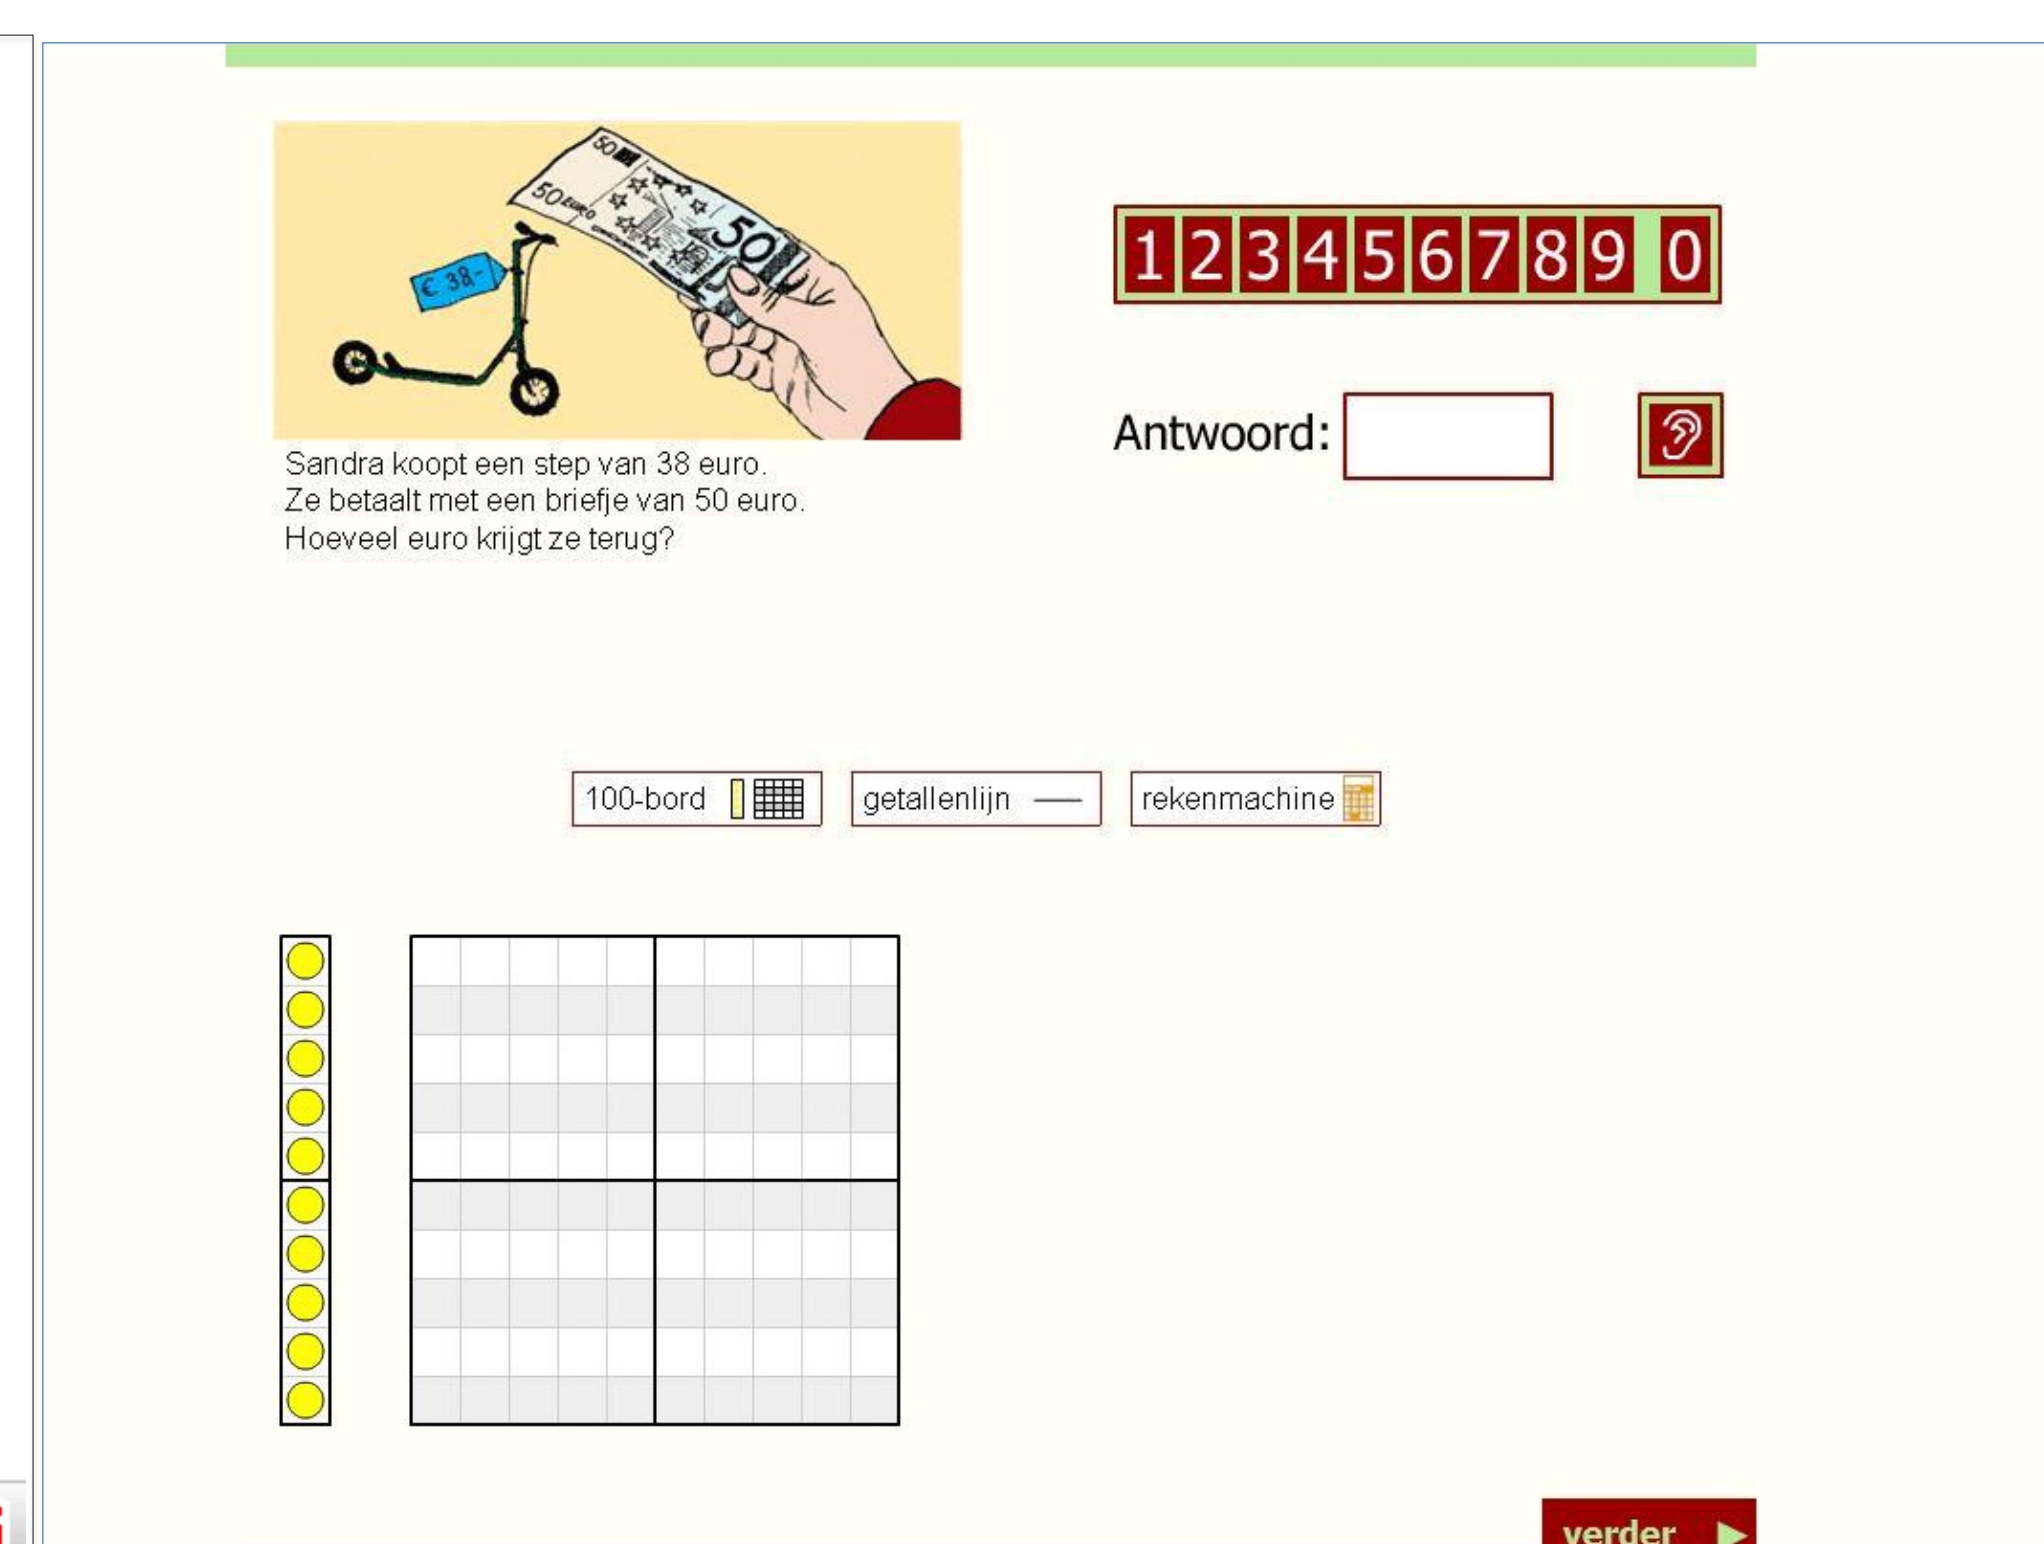 50
50 EURO
50
€ 38,-
1 2 3 4 5 6 7 8 9 0
Antwoord:
Sandra koopt een step van 38 euro.
Ze betaalt met een briefje van 50 euro.
Hoeveel euro krijgt ze terug?
100-bord
getallenlijn
rekenmachine
verder